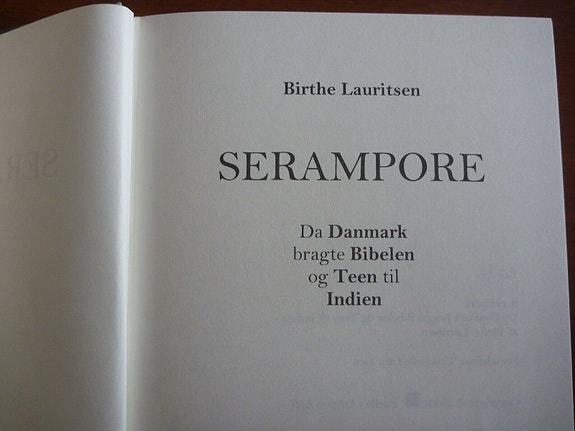 Birthe Lauritsen
SERAMPORE
Da Danmark
bragte Bibelen
og Teen til
Indien